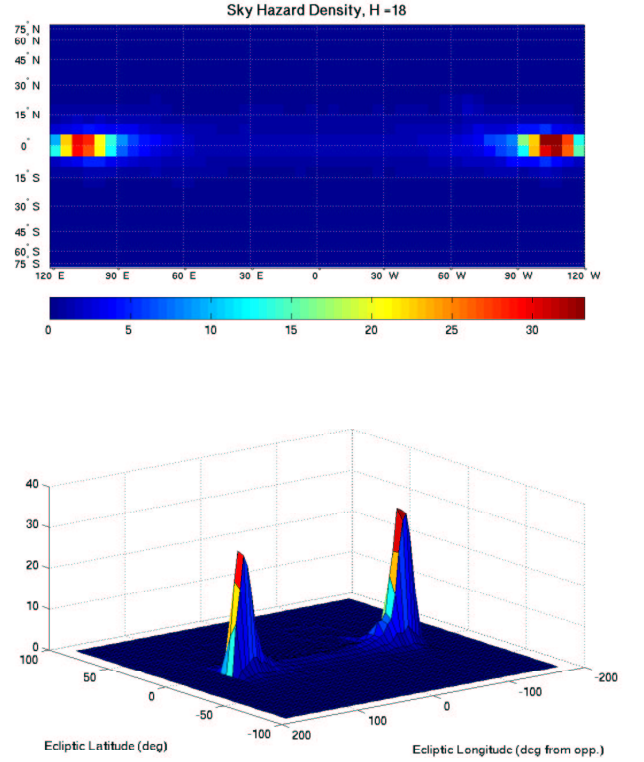 Sky Hazard Density, H =18
75° N
60° N
45° N
30° N
15° N
0°
15° S
30° S
45° S
60° S
75° S
120° E 90° E 60° E 30° E 0° 30° W 60° W 90° W 120° W
0 5 10 15 20 25 30
40
30
20
10
0
100 50 0 -50 -100
200 100 0 -100 -200
Ecliptic Latitude (deg)
Ecliptic Longitude (deg from opp.)